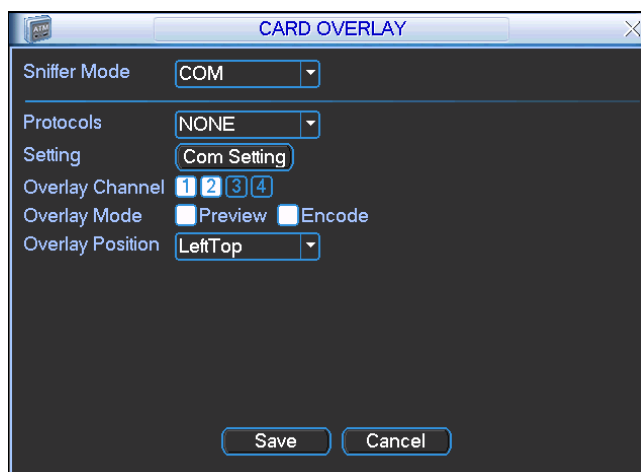 ATM
CARD OVERLAY
Sniffer Mode COM
Protocols NONE
Setting Com Setting
Overlay Channel 1 2 3 4
Overlay Mode Preview Encode
Overlay Position LeftTop
Save Cancel